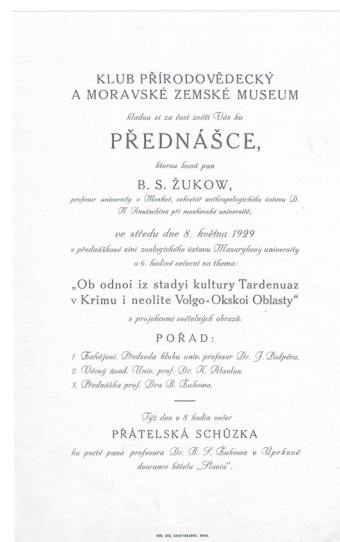 KLUB PŘÍRODOVĚDECKÝ
A MORAVSKÉ ZEMSKÉ MUSEUM
kladou si za čest zváti Vás ku
PŘEDNÁŠCE,
kterou koná pan
B. S. ŽUKOW,
profesor university v Moskvě, sekretář anthropologického ústavu D.
N. Anutschina při moskevské universitě,
ve středu dne 8. května 1929
v přednáškové síni zoologického ústavu Masarykovy university
o 6. hodině večerní na thema:
„Ob odnoi iz stadyi kultury Tardenuaz
v Krimu i neolite Volgo-Okskoi Oblasty“
s projekcemi světelných obrazů.
POŘAD:
1. Zahájení. Předseda klubu univ. profesor Dr. J. Podpěra.
2. Věcný úvod. Univ. prof. Dr. K. Absolon.
3. Přednáška prof. Dra B. Žukowa.
Týž den v 8 hodin večer
PŘÁTELSKÁ SCHŮZKA
ku poctě pana profesora Dr. B. S. Žukowa v Úprkově
dvorance hôtelu „Slavia“.